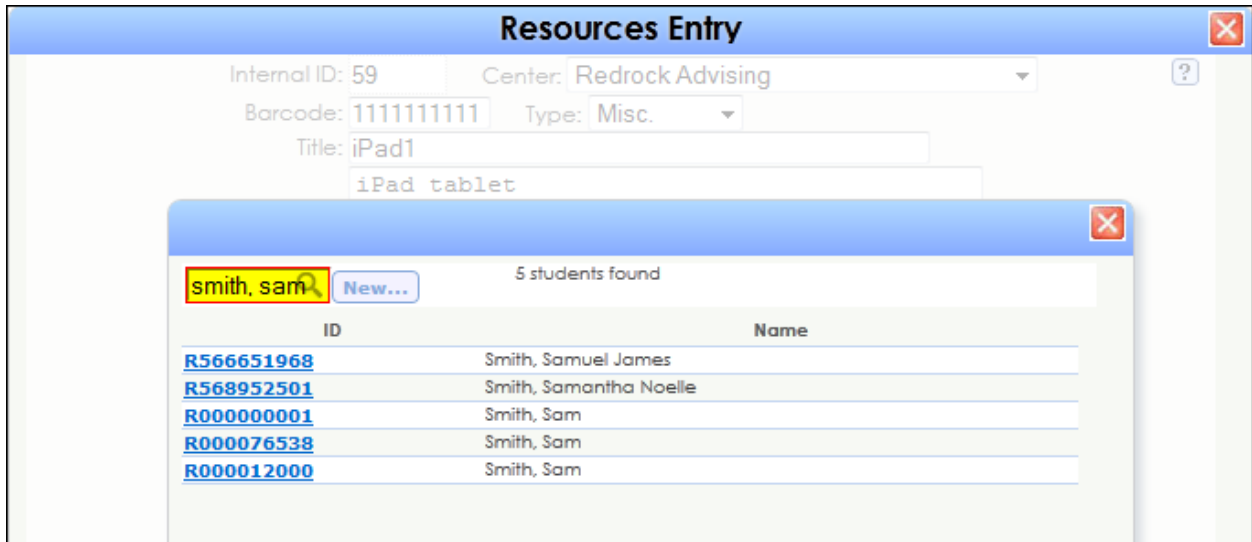 Resources Entry
Internal ID: 59 Center: Redrock Advising ?
Barcode: 1111111111 Type: Misc.
Title: iPad1
iPad tablet
smith, sam New... 5 students found
ID Name
R566651968 Smith, Samuel James
R568952501 Smith, Samantha Noelle
R000000001 Smith, Sam
R000076538 Smith, Sam
R000012000 Smith, Sam